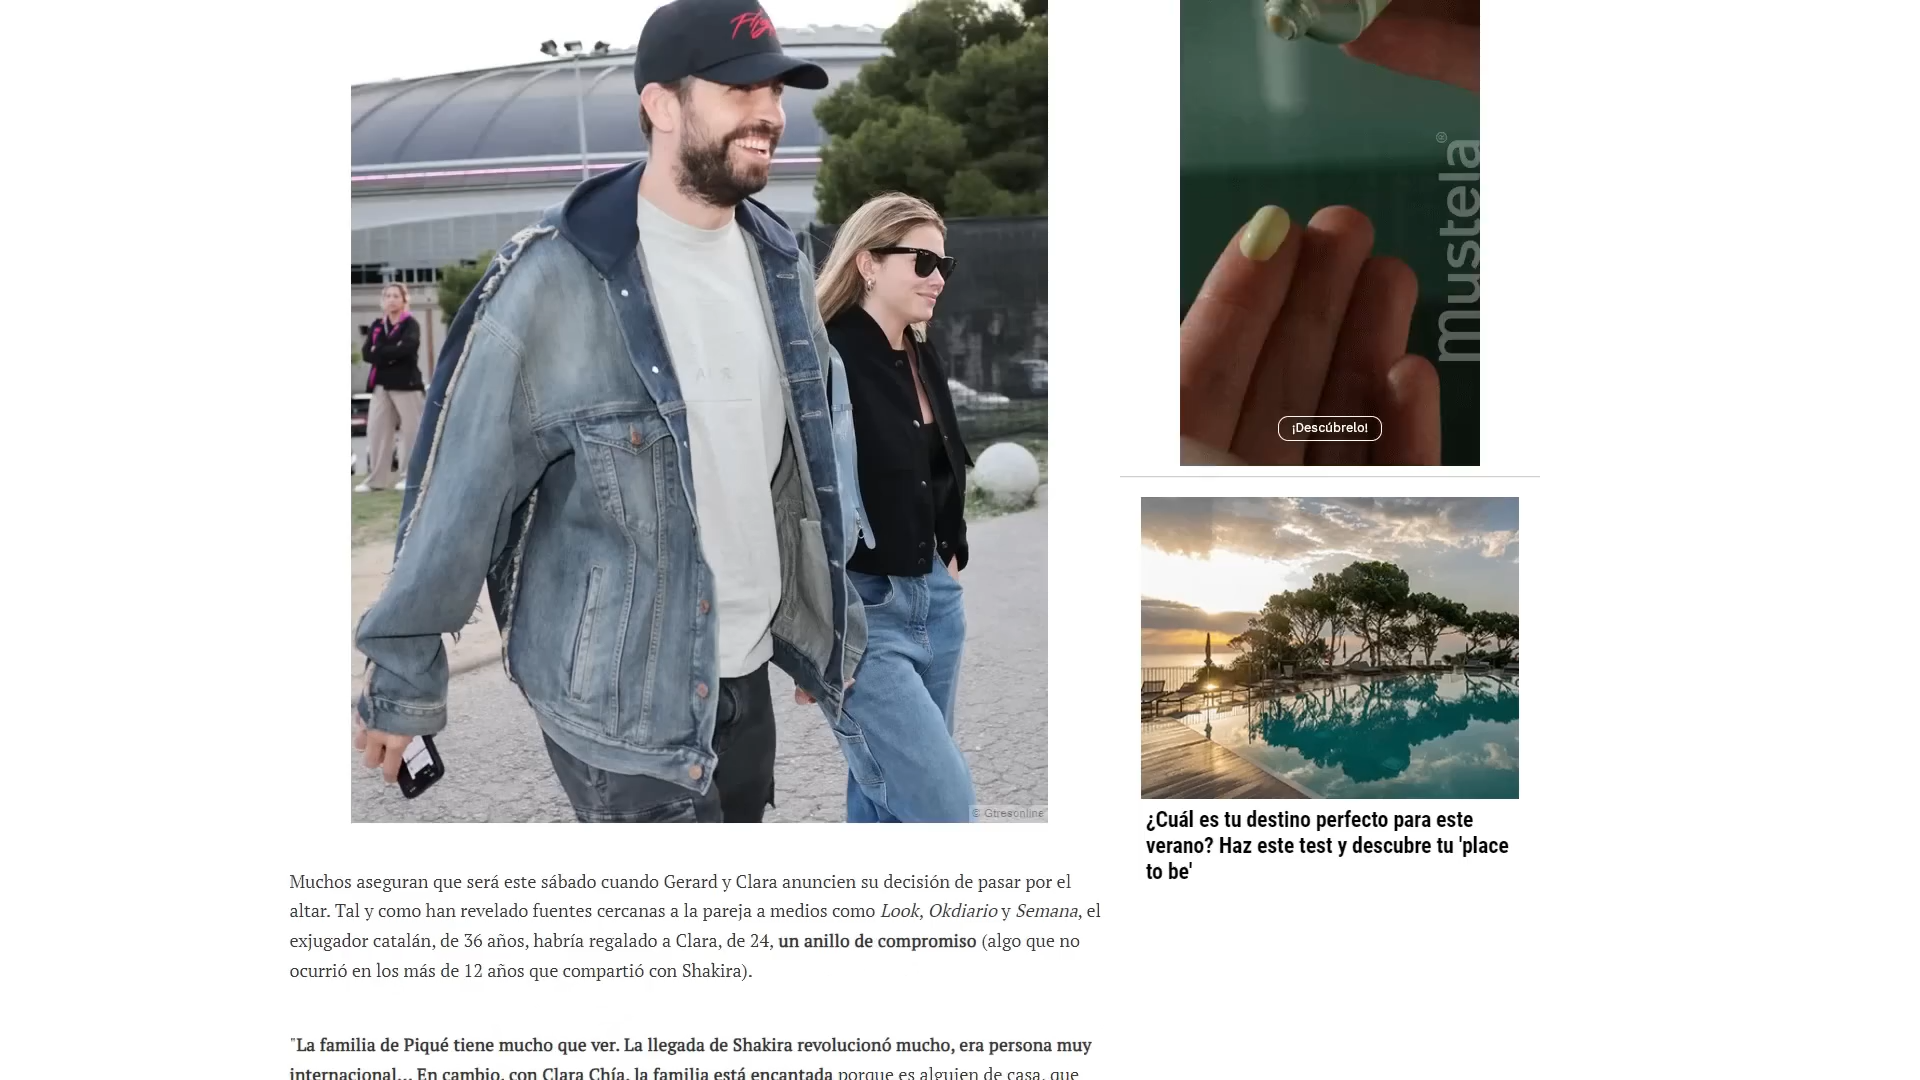 mustela®
¡Descúbrelo!
© Gtresonline
¿Cuál es tu destino perfecto para este
verano? Haz este test y descubre tu 'place
to be'
Muchos aseguran que será este sábado cuando Gerard y Clara anuncien su decisión de pasar por el
altar. Tal y como han revelado fuentes cercanas a la pareja a medios como Look, Okdiario y Semana, el
exjugador catalán, de 36 años, habría regalado a Clara, de 24, un anillo de compromiso (algo que no
ocurrió en los más de 12 años que compartió con Shakira).
"La familia de Piqué tiene mucho que ver. La llegada de Shakira revolucionó mucho, era persona muy
internacional... En cambio, con Clara Chía, la familia está encantada porque es alguien de casa, que